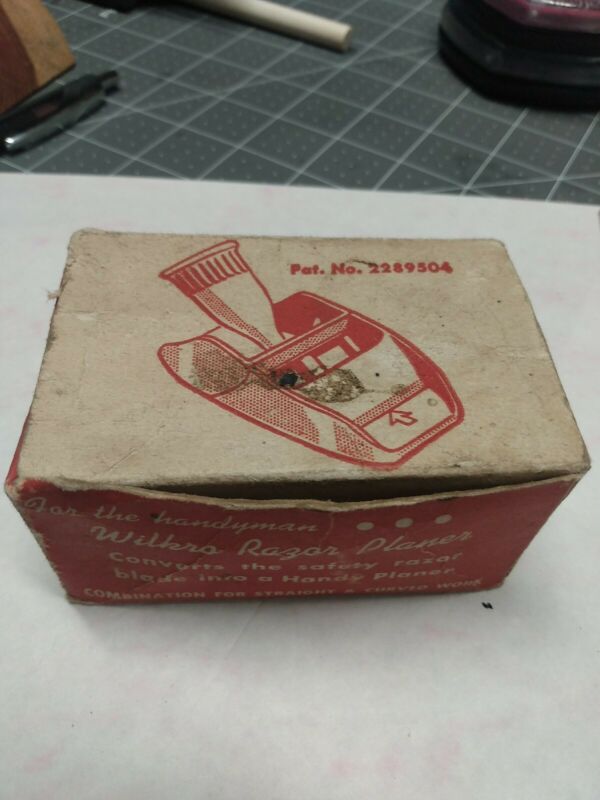 Pat. No. 2289504
For the handyman
Wilkro Razor Planer
Converts the safety razor
blade into a Handy Planer
COMBINATION FOR STRAIGHT & CURVED WORK